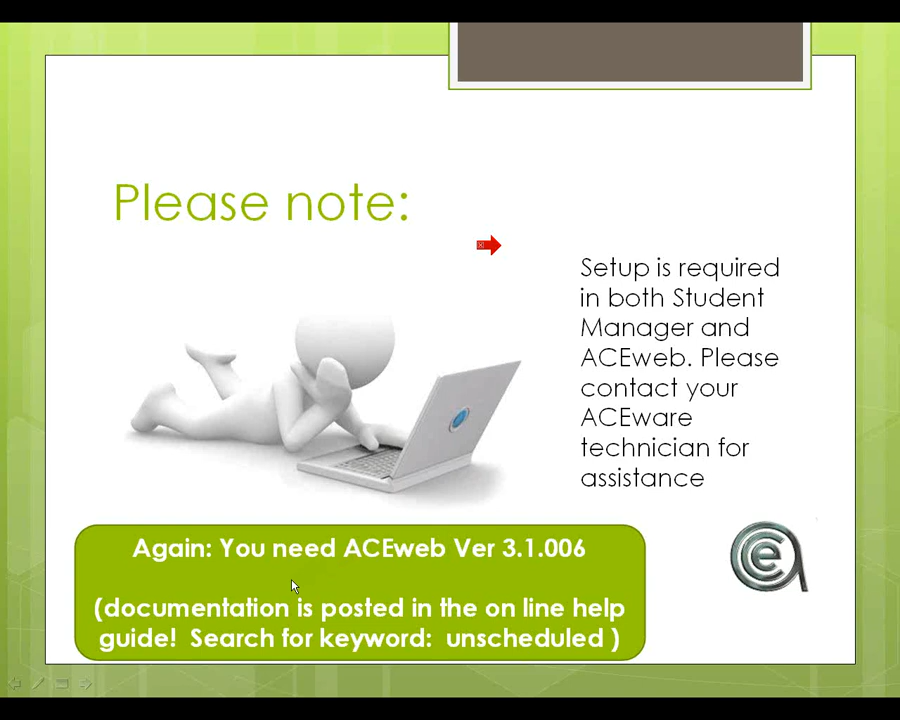 Please note:
Setup is required
in both Student
Manager and
ACEweb. Please
contact your
ACEware
technician for
assistance
Again: You need ACEweb Ver 3.1.006
(documentation is posted in the on line help
guide!  Search for keyword:  unscheduled )